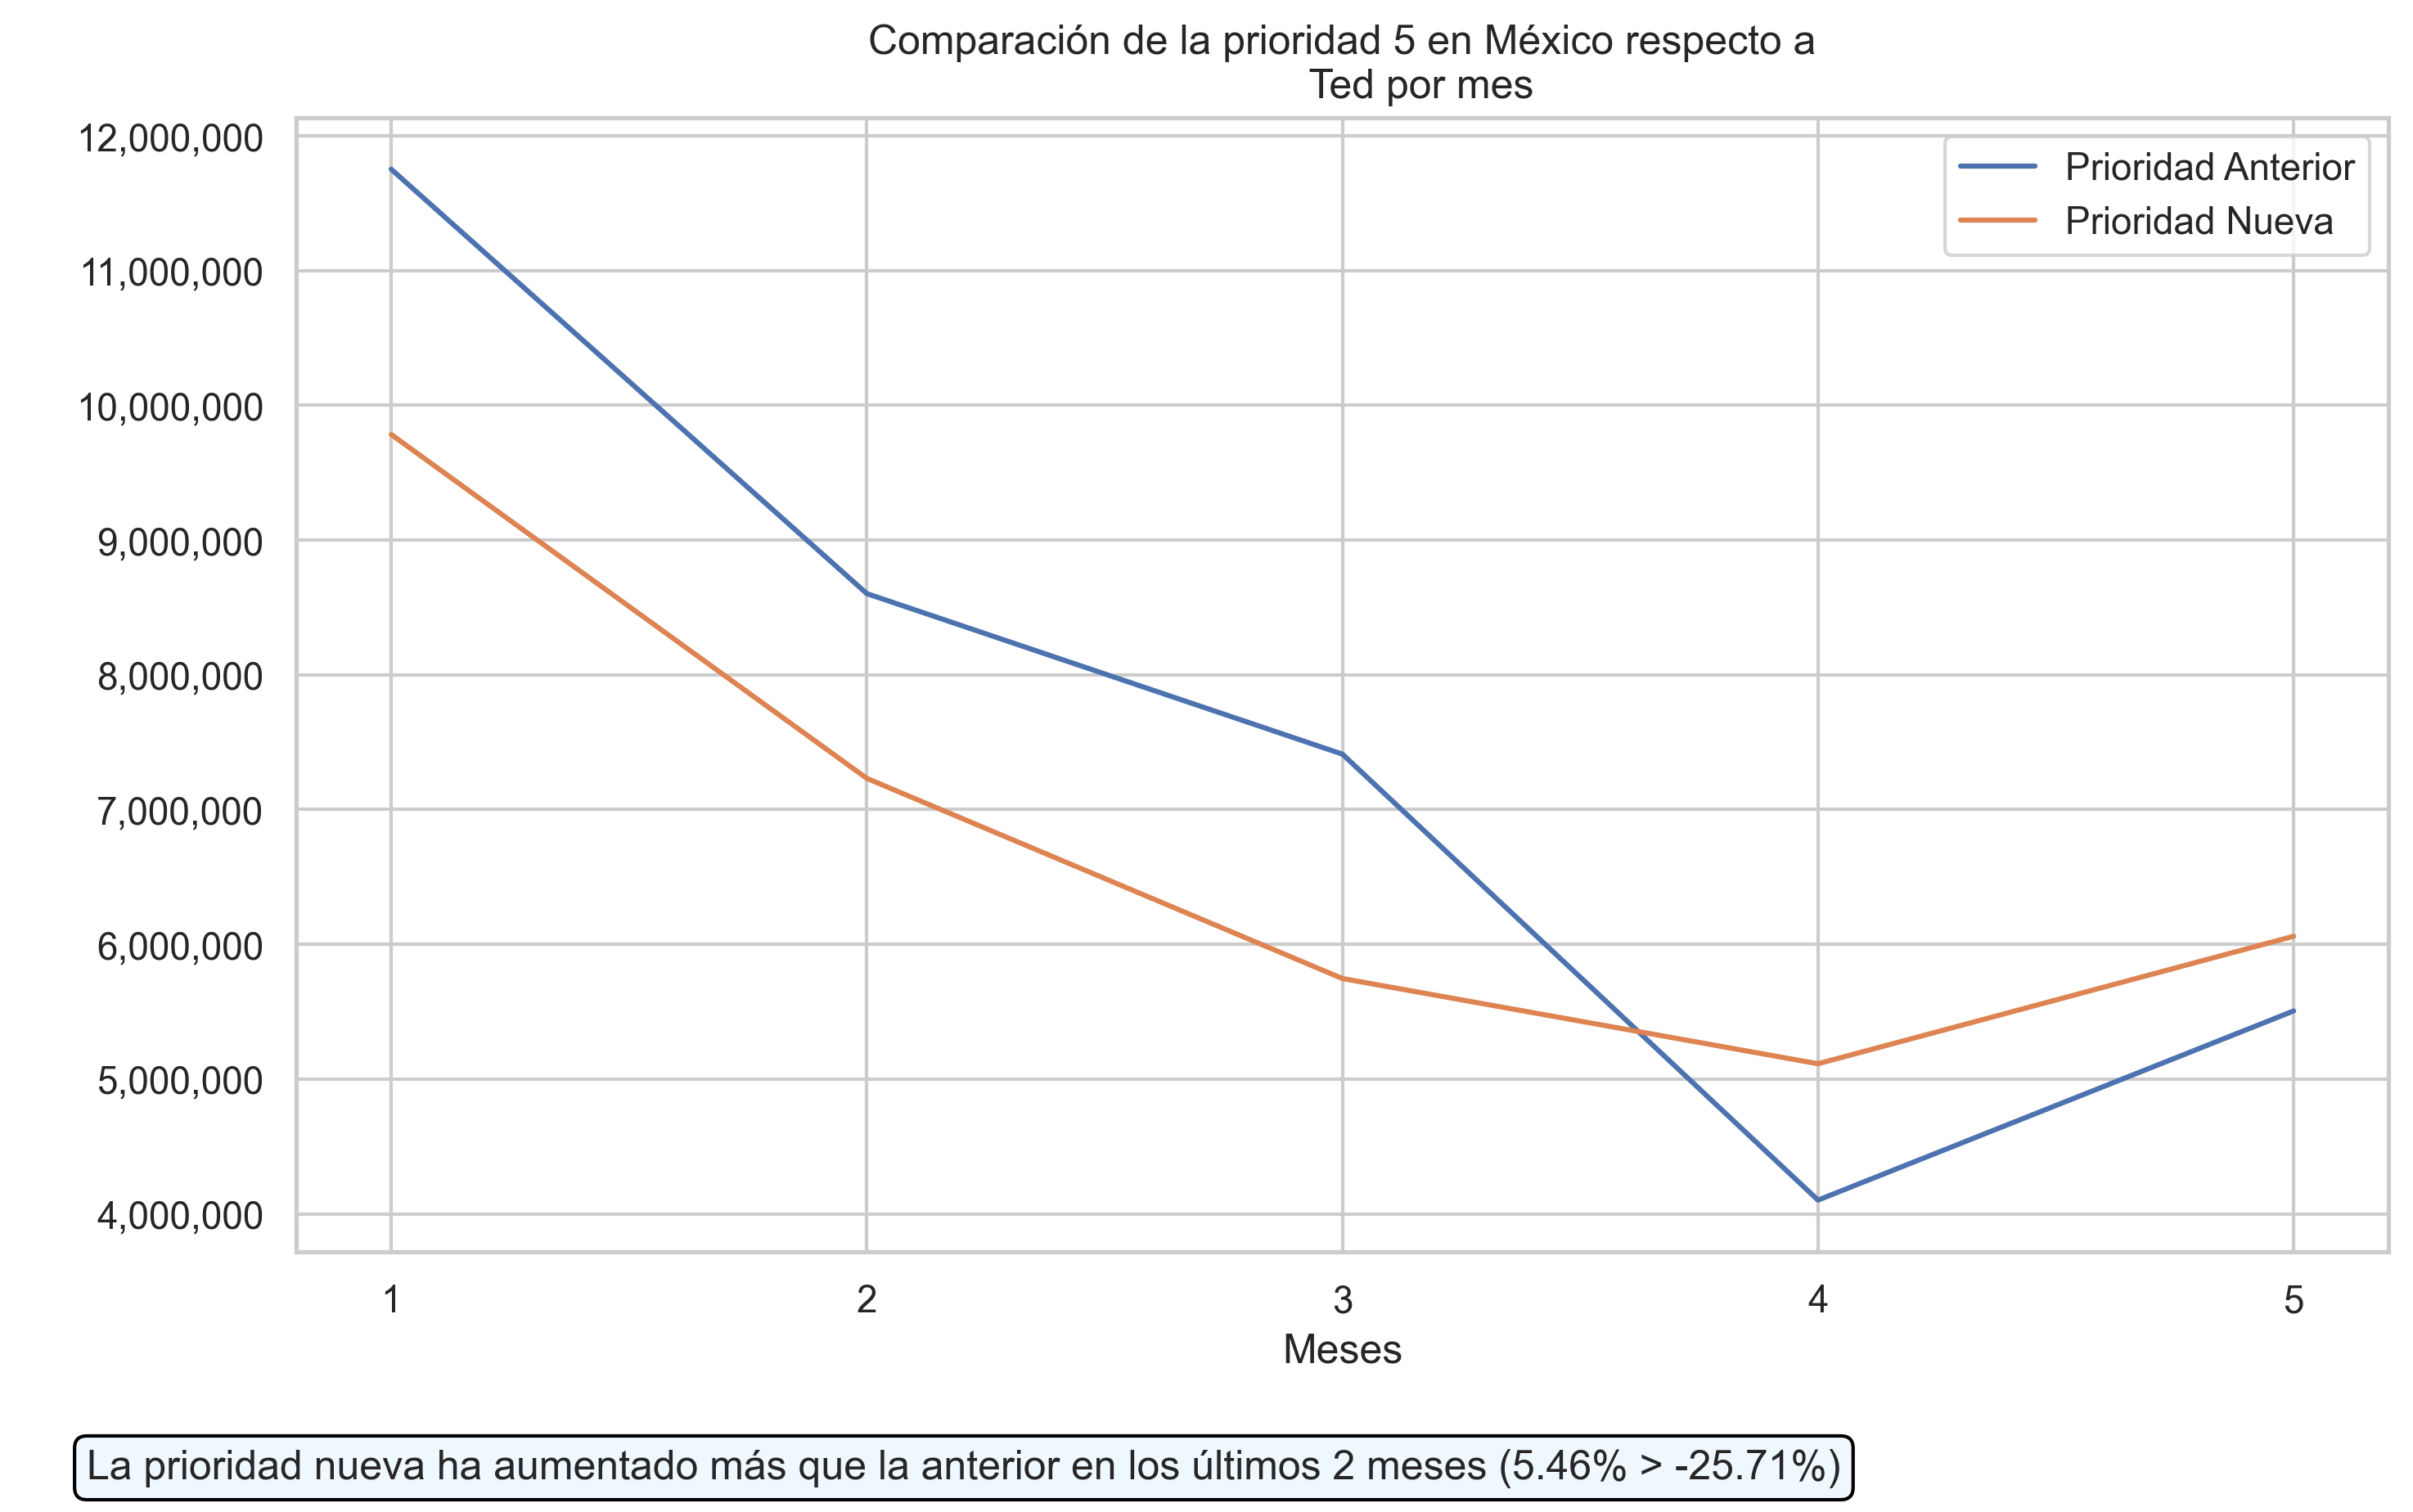 Comparación de la prioridad 5 en México respecto a
Ted por mes
12,000,000
11,000,000
10,000,000
9,000,000
8,000,000
7,000,000
6,000,000
5,000,000
4,000,000
Prioridad Anterior
Prioridad Nueva
1 2 3 4 5
Meses
La prioridad nueva ha aumentado más que la anterior en los últimos 2 meses (5.46% > -25.71%)